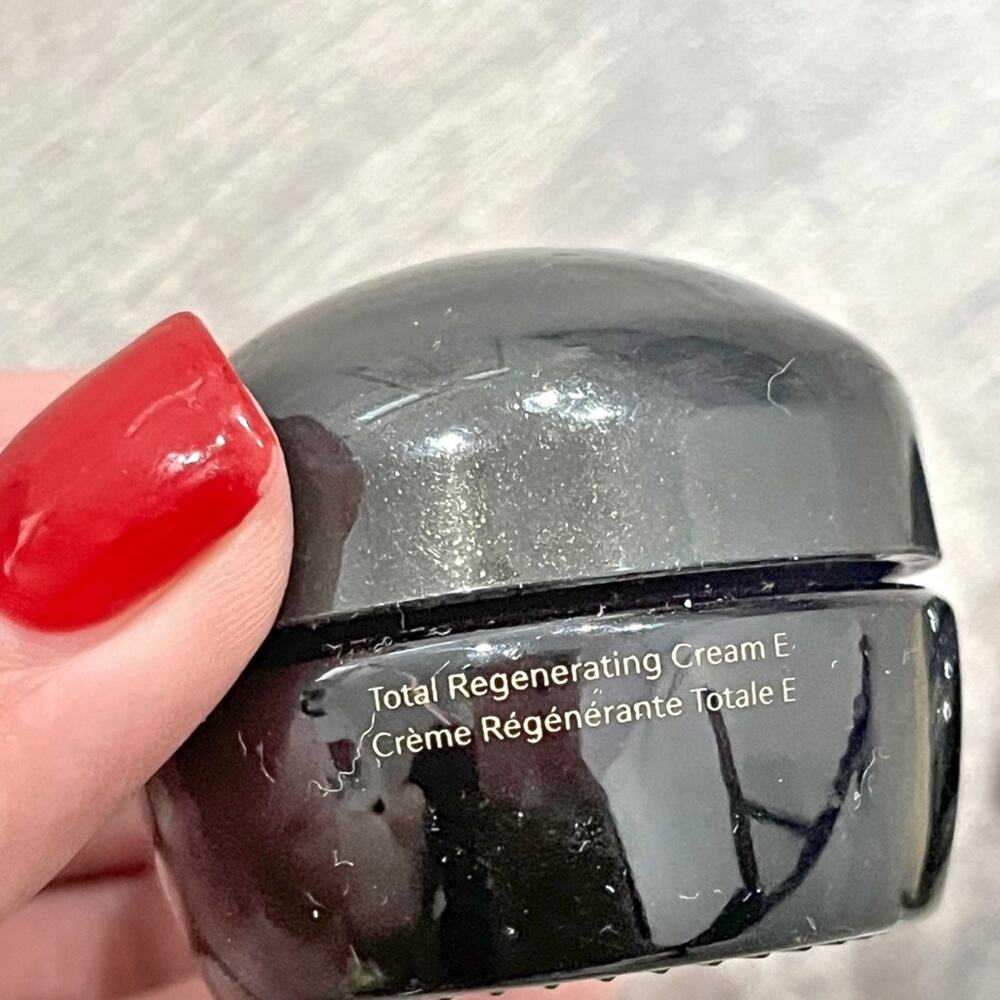 Total Regenerating Cream E
Crème Régénérante Totale E